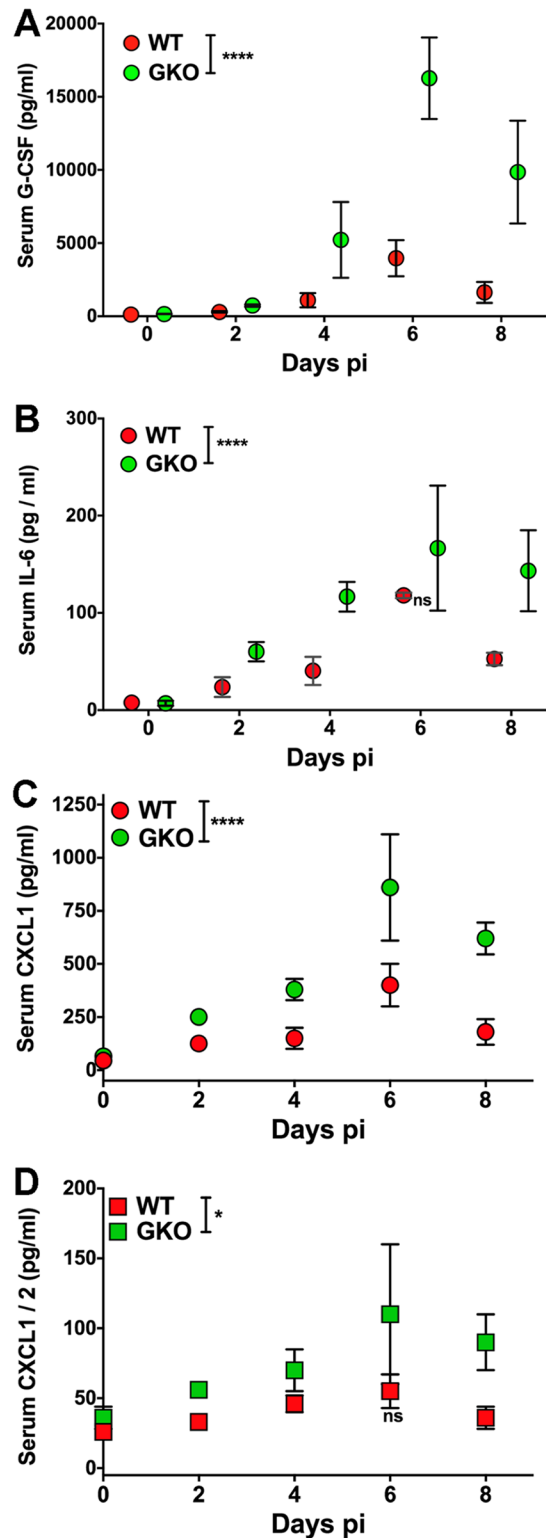 A
WT
GKO
****
Serum G-CSF (pg/ml)
20000
15000
10000
5000
0
0 2 4 6 8
Days pi
B
WT
GKO
****
Serum IL-6 (pg / ml)
300
200
100
0
ns
0 2 4 6 8
Days pi
C
WT
GKO
****
Serum CXCL1 (pg/ml)
1250
1000
750
500
250
0
0 2 4 6 8
Days pi
D
WT
GKO
*
Serum CXCL1 / 2 (pg/ml)
200
150
100
50
0
ns
0 2 4 6 8
Days pi